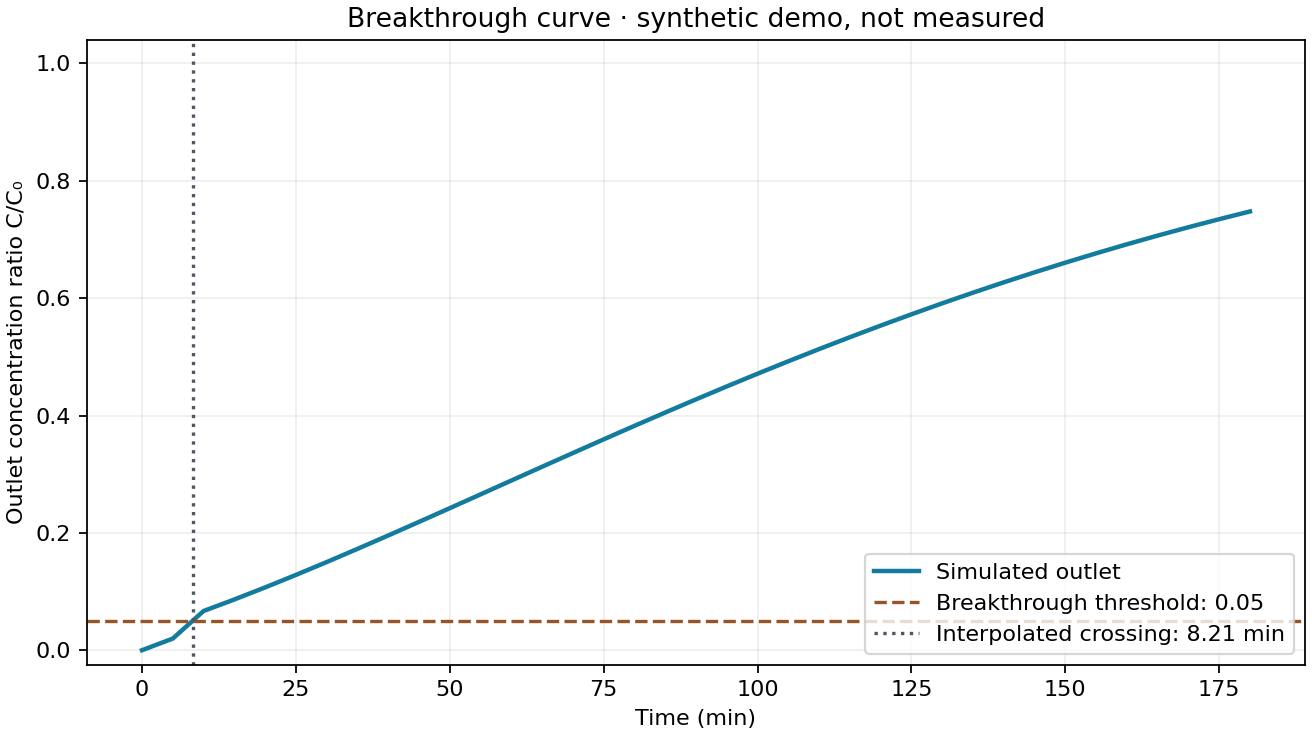 Breakthrough curve · synthetic demo, not measured
Outlet concentration ratio C/C₀
1.0
0.8
0.6
0.4
0.2
0.0
Simulated outlet
Breakthrough threshold: 0.05
Interpolated crossing: 8.21 min
0 25 50 75 100 125 150 175
Time (min)